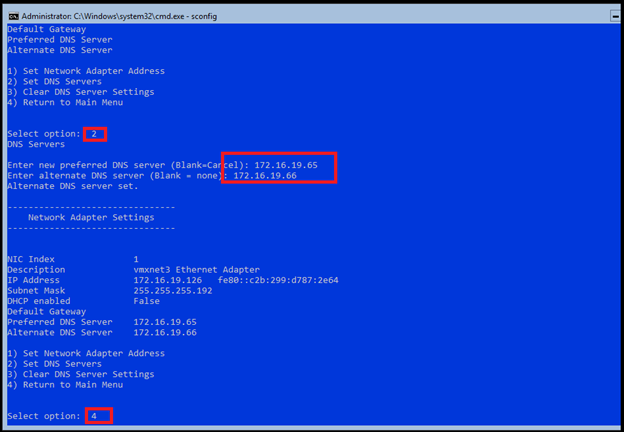 Administrator: C:\Windows\system32\cmd.exe - sconfig
Default Gateway
Preferred DNS Server
Alternate DNS Server
1) Set Network Adapter Address
2) Set DNS Servers
3) Clear DNS Server Settings
4) Return to Main Menu
Select option: 2
DNS Servers
Enter new preferred DNS server (Blank=Cancel): 172.16.19.65
Enter alternate DNS server (Blank = none): 172.16.19.66
Alternate DNS server set.
--------------------------------
Network Adapter Settings
--------------------------------
NIC Index 1
Description vmxnet3 Ethernet Adapter
IP Address 172.16.19.126 fe80::c2b:299:d787:2e64
Subnet Mask 255.255.255.192
DHCP enabled False
Default Gateway
Preferred DNS Server 172.16.19.65
Alternate DNS Server 172.16.19.66
1) Set Network Adapter Address
2) Set DNS Servers
3) Clear DNS Server Settings
4) Return to Main Menu
Select option: 4